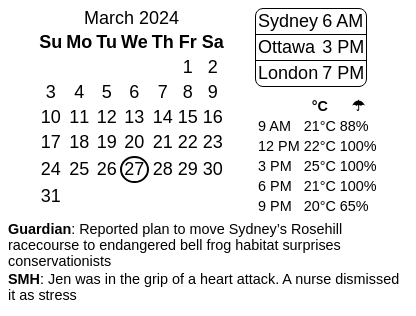 March 2024
Su Mo Tu We Th Fr Sa
1 2
3 4 5 6 7 8 9
10 11 12 13 14 15 16
17 18 19 20 21 22 23
24 25 26 27 28 29 30
31
Sydney 6 AM
Ottawa 3 PM
London 7 PM
°C ☂
9 AM 21°C 88%
12 PM 22°C 100%
3 PM 25°C 100%
6 PM 21°C 100%
9 PM 20°C 65%
Guardian: Reported plan to move Sydney’s Rosehill
racecourse to endangered bell frog habitat surprises
conservationists
SMH: Jen was in the grip of a heart attack. A nurse dismissed
it as stress